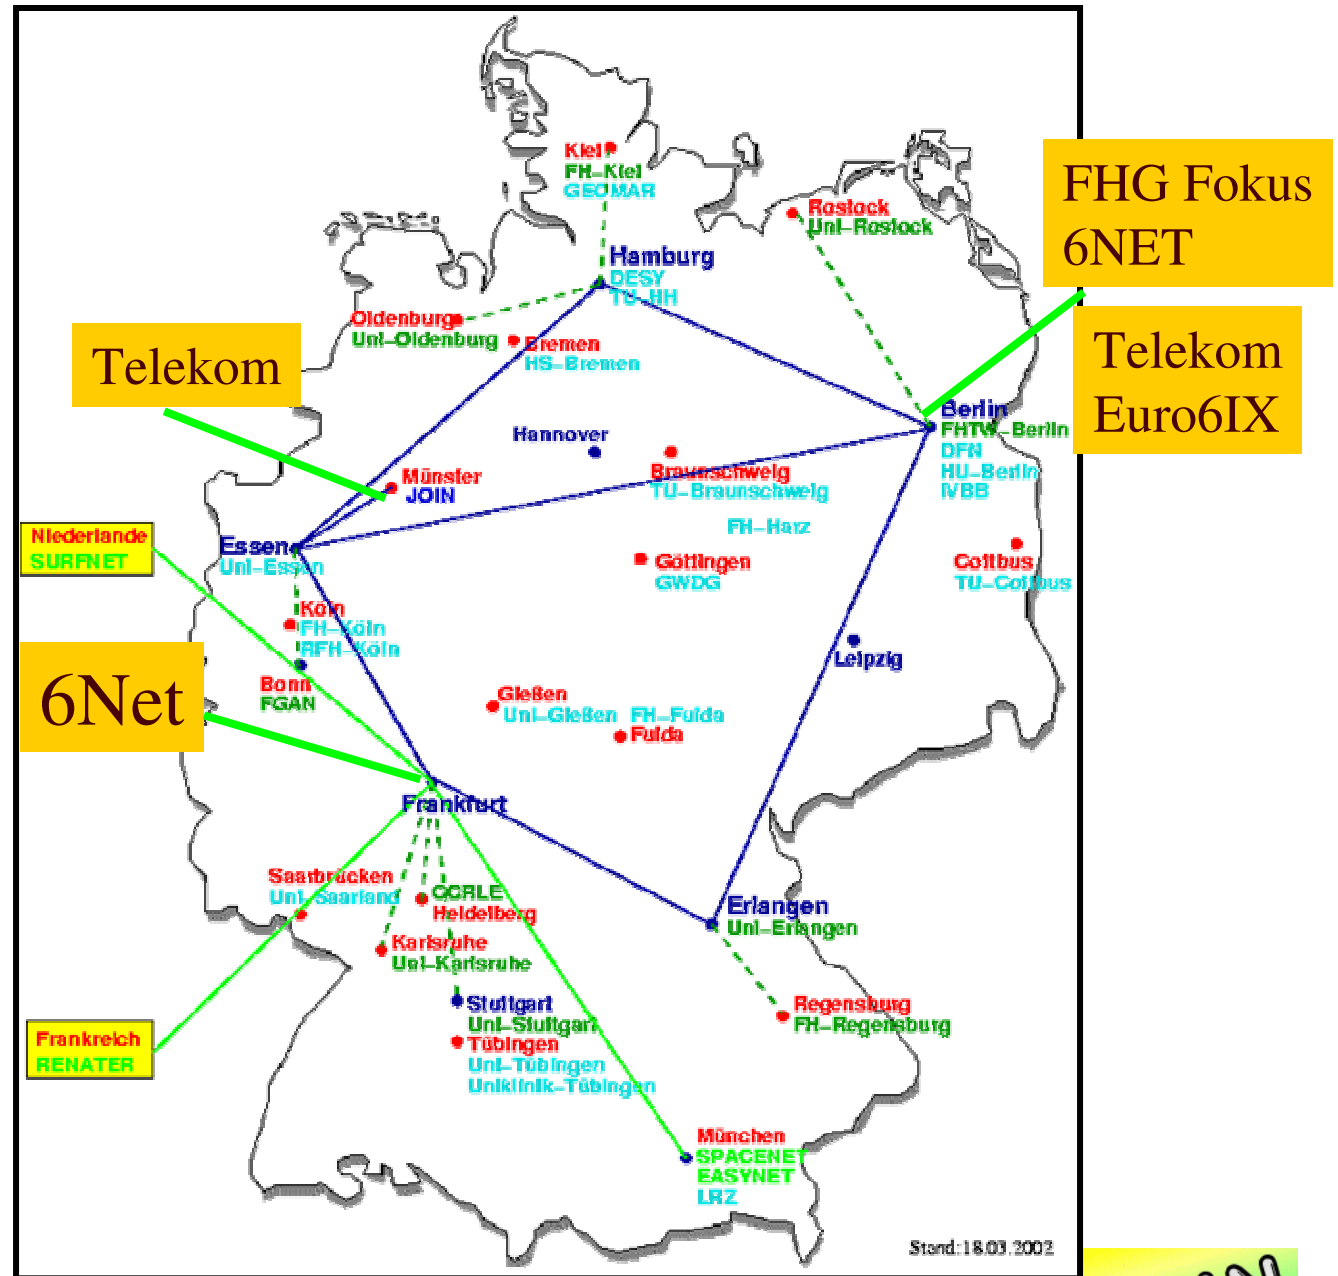 Kiel
FH-Kiel
GEOMAR
Rostock
Uni-Rostock
FHG Fokus
6NET
Hamburg
DESY
TU-HH
Oldenburg
Uni-Oldenburg
Bremen
HS-Bremen
Telekom
Telekom
Euro6IX
Berlin
FHTW-Berlin
DFN
HU-Berlin
IVBB
Hannover
Braunschweig
TU-Braunschweig
FH-Harz
Münster
JOIN
Niederlande
SURFNET
Essen
Uni-Essen
Göttingen
GWDG
Cottbus
TU-Cottbus
Köln
FH-Köln
RFH-Köln
Bonn
FGAN
Leipzig
6Net
Gießen
Uni-Gießen FH-Fulda
Fulda
Frankfurt
Saarbrücken
Uni-Saarland
CCRLE
Heidelberg
Karlsruhe
Uni-Karlsruhe
Erlangen
Uni-Erlangen
Stuttgart
Uni-Stuttgart
Tübingen
Uni-Tübingen
Uniklinik-Tübingen
Regensburg
FH-Regensburg
Frankreich
RENATER
München
SPACENET
EASYNET
LRZ
Stand:18.03.2002